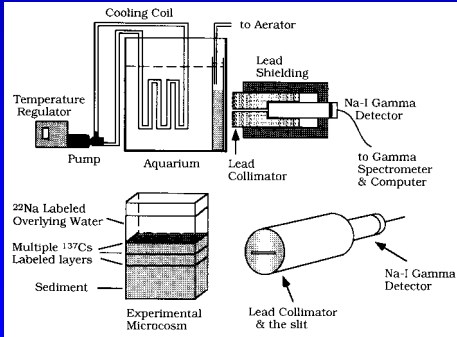 Cooling Coil
to Aerator
Lead
Shielding
Temperature
Regulator
Na-I Gamma
Detector
Pump
Aquarium
Lead
Collimator
to Gamma
Spectrometer
& Computer
²²Na Labeled
Overlying Water
Multiple ¹³⁷Cs
Labeled layers
Sediment
Experimental
Microcosm
Na-I Gamma
Detector
Lead Collimator
& the slit